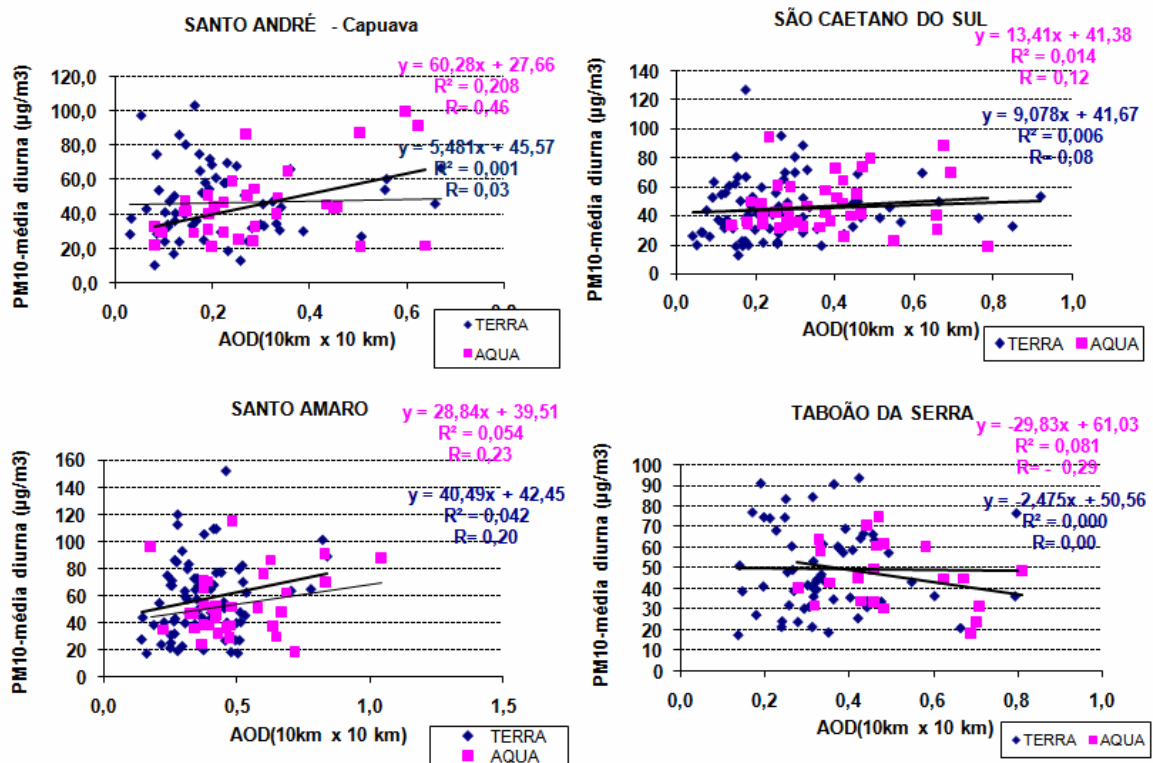 SANTO ANDRÉ - Capuava
y = 60,28x + 27,66
R² = 0,208
R= 0,46
y = 5,481x + 45,57
R² = 0,001
R= 0,03
PM10-média diurna (µg/m3)
120,0
100,0
80,0
60,0
40,0
20,0
0,0
0,0 0,2 0,4 0,6 0,8
AOD(10km x 10 km)
TERRA
AQUA
SÃO CAETANO DO SUL
y = 13,41x + 41,38
R² = 0,014
R = 0,12
y = 9,078x + 41,67
R² = 0,006
R= 0,08
PM10-média diurna (µg/m3)
140
120
100
80
60
40
20
0
0,0 0,2 0,4 0,6 0,8 1,0
AOD(10km x 10 km)
TERRA AQUA
SANTO AMARO
y = 28,84x + 39,51
R² = 0,054
R= 0,23
y = 40,49x + 42,45
R² = 0,042
R= 0,20
PM10-média diurna (µg/m3)
160
140
120
100
80
60
40
20
0
0,0 0,5 1,0 1,5
AOD(10km x 10 km)
TERRA
AQUA
TABOÃO DA SERRA
y = -29,83x + 61,03
R² = 0,081
R= - 0,29
y = -2,475x + 50,56
R² = 0,000
R= 0,00
PM10-média diurna (µg/m3)
100
90
80
70
60
50
40
30
20
10
0
0,0 0,2 0,4 0,6 0,8 1,0
AOD(10km x 10 km)
TERRA AQUA